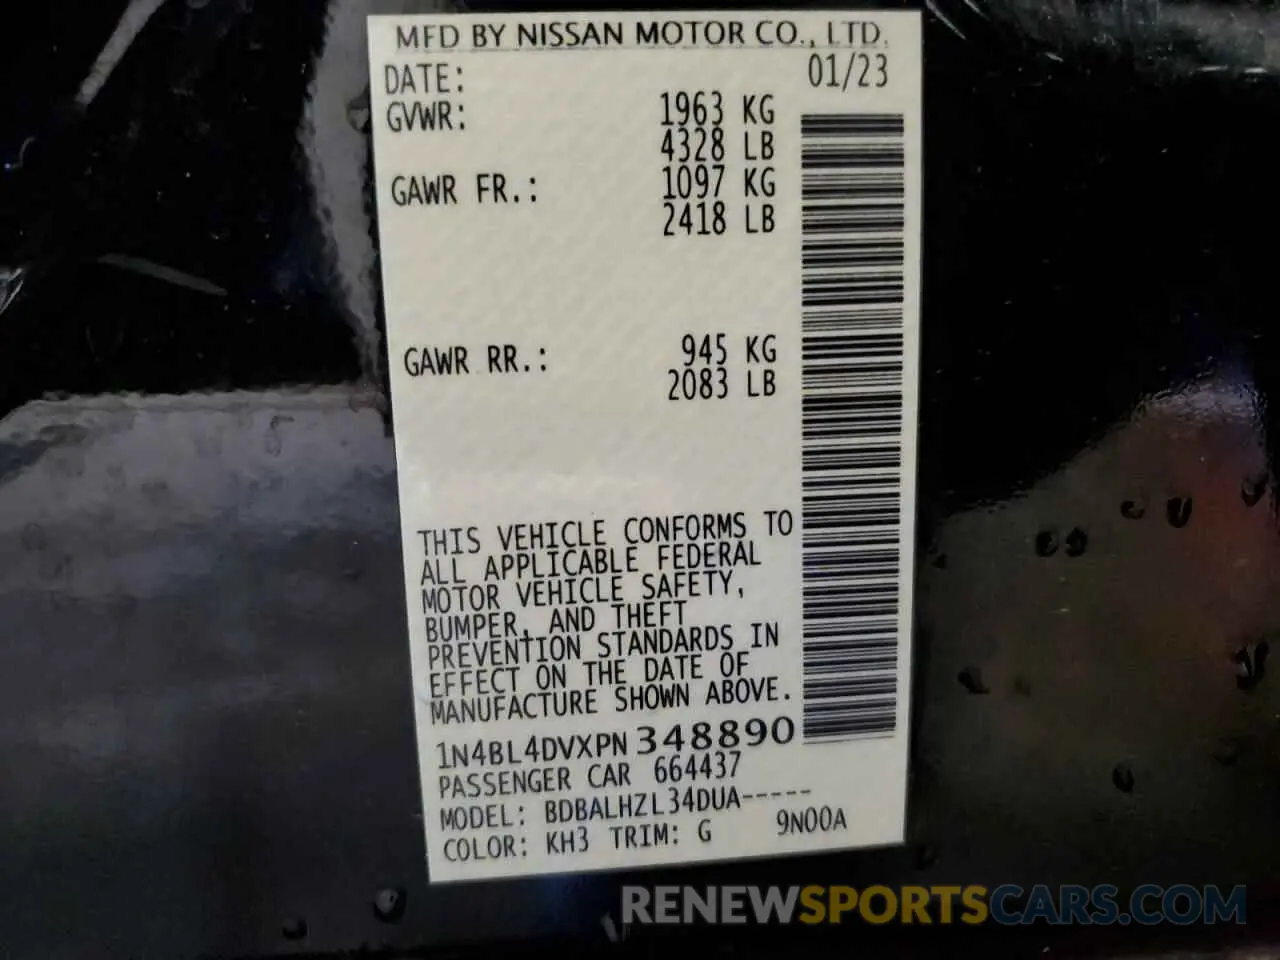 MFD BY NISSAN MOTOR CO., LTD.
DATE: 01/23
GVWR: 1963 KG
4328 LB
GAWR FR.: 1097 KG
2418 LB
GAWR RR.: 945 KG
2083 LB
THIS VEHICLE CONFORMS TO
ALL APPLICABLE FEDERAL
MOTOR VEHICLE SAFETY,
BUMPER, AND THEFT
PREVENTION STANDARDS IN
EFFECT ON THE DATE OF
MANUFACTURE SHOWN ABOVE.
1N4BL4DVXPN348890
PASSENGER CAR 664437
MODEL: BDBALHZL34DUA-----
COLOR: KH3 TRIM: G 9N00A
RENEWSPORTSCARS.COM